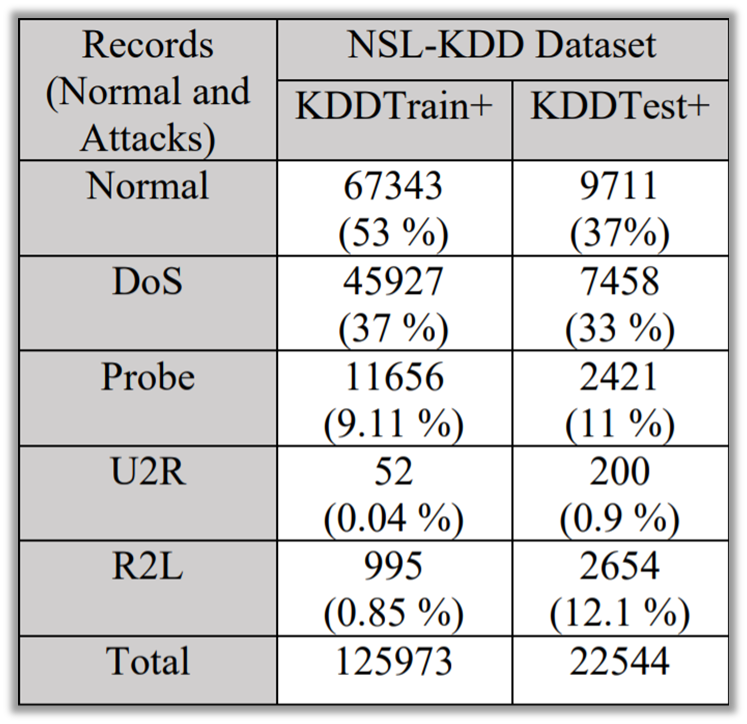 Records
(Normal and
Attacks)
NSL-KDD Dataset
KDDTrain+
KDDTest+
Normal
67343
(53 %)
9711
(37%)
DoS
45927
(37 %)
7458
(33 %)
Probe
11656
(9.11 %)
2421
(11 %)
U2R
52
(0.04 %)
200
(0.9 %)
R2L
995
(0.85 %)
2654
(12.1 %)
Total
125973
22544